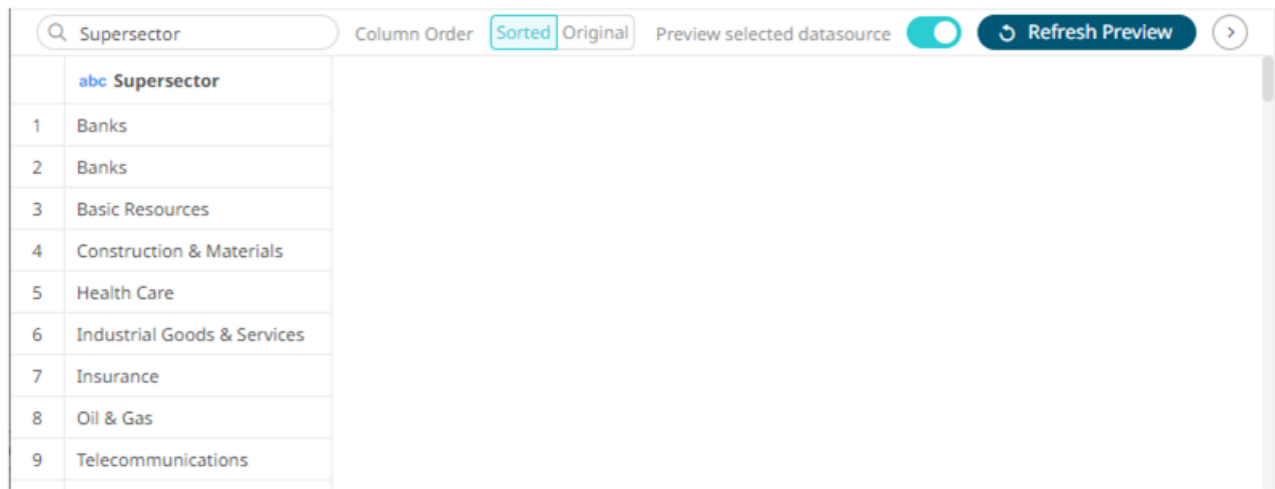 Supersector Column Order Sorted Original Preview selected datasource Refresh Preview
abc Supersector
1 Banks
2 Banks
3 Basic Resources
4 Construction & Materials
5 Health Care
6 Industrial Goods & Services
7 Insurance
8 Oil & Gas
9 Telecommunications